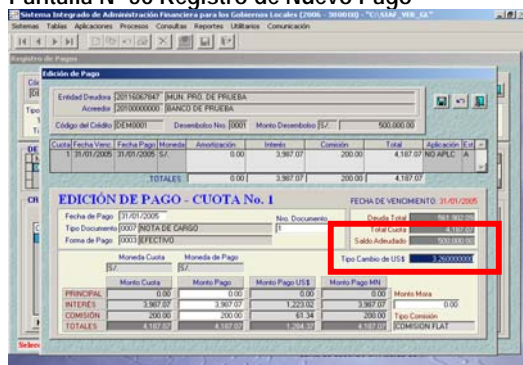 Pantalla Nº 06 Registro de Nuevo Pago
Sistema Integrado de Administración Financiera para los Gobiernos Locales (2006 -
Sistemas Tablas Aplicaciones Procesos Consultas Reportes Utilitarios Comunicación
Registro de Pagos
Edición de Pago
Entidad Deudora 20116067847 MUN. PRO. DE PRUEBA
Acreedor 20100000000 BANCO DE PRUEBA
Código del Crédito DEM0001 Desembolso Nro. 0001 Monto Desembolso S/. 500,000.00
Cuota Fecha Venc. Fecha Pago Moneda Amortización Interés Comisión Total Aplicación Est
1 31/01/2005 31/01/2005 S/. 0.00 3,987.07 200.00 4,187.07 NO APLC A
TOTALES 0.00 3,987.07 200.00 4,187.07
EDICIÓN DE PAGO - CUOTA No. 1 FECHA DE VENCIMIENTO: 31/01/2005
Fecha de Pago 31/01/2005 Nro. Documento Deuda Total
Tipo Documento 0007 NOTA DE CARGO 1 Total Cuota 4,187.07
Forma de Pago 0003 EFECTIVO Saldo Adeudado 500,000.00
Moneda Cuota Moneda de Pago Tipo Cambio de US$ 3.260000000
S/. S/.
Monto Cuota Monto Pago Monto Pago US$ Monto Pago MN
PRINCIPAL 0.00 0.00 0.00 0.00 Monto Mora
INTERÉS 3,987.07 3,987.07 1,223.02 3,987.07 0.00
COMISIÓN 200.00 200.00 61.34 200.00 Tipo Comisión
TOTALES 4,187.07 4,187.07 1,284.37 4,187.07 COMISION FLAT